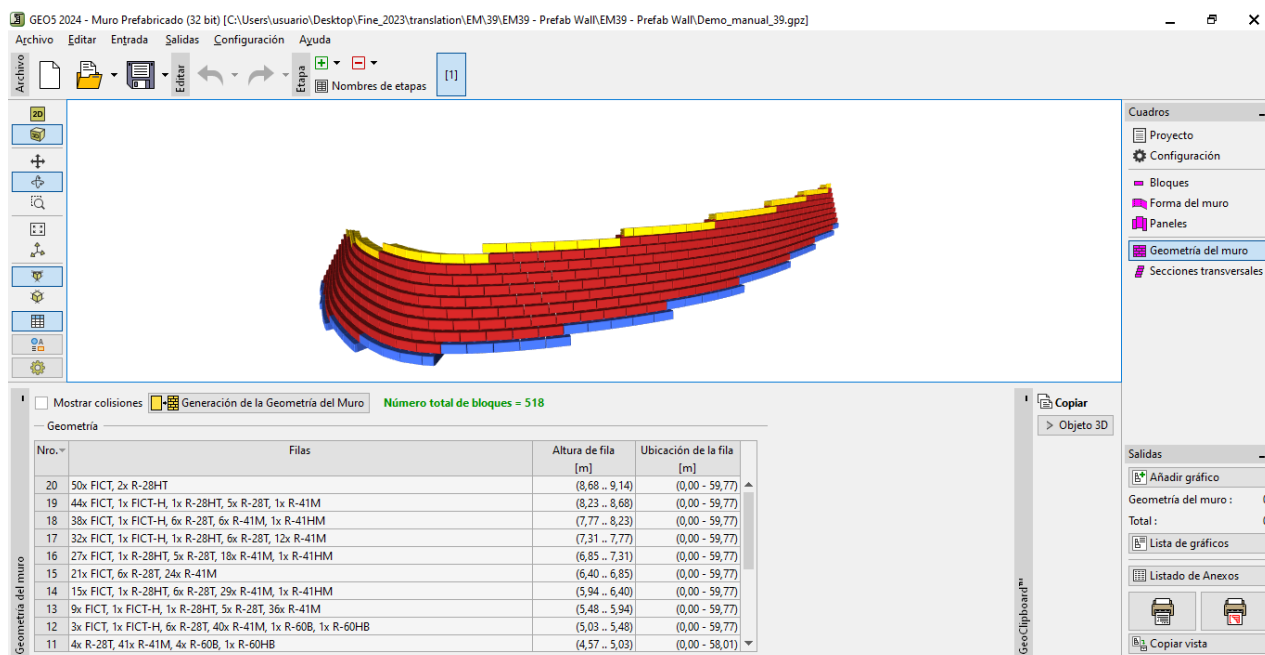 GEO5 2024 - Muro Prefabricado (32 bit) [C:\Users\usuario\Desktop\Fine_2023\translation\EM\39\EM39 - Prefab Wall\EM39 - Prefab Wall\Demo_manual_39.gpz]
Archivo Editar Entrada Salidas Configuración Ayuda
Archivo
Editar
Etapa
Nombres de etapas
[1]
2D
3D
Cuadros
Proyecto
Configuración
Bloques
Forma del muro
Paneles
Geometría del muro
Secciones transversales
Mostrar colisiones Generación de la Geometría del Muro Número total de bloques = 518
Geometría
Nro. Filas Altura de fila Ubicación de la fila
[m] [m]
20 50x FICT, 2x R-28HT (8,68 .. 9,14) (0,00 - 59,77)
19 44x FICT, 1x FICT-H, 1x R-28HT, 5x R-28T, 1x R-41M (8,23 .. 8,68) (0,00 - 59,77)
18 38x FICT, 1x FICT-H, 6x R-28T, 6x R-41M, 1x R-41HM (7,77 .. 8,23) (0,00 - 59,77)
17 32x FICT, 1x FICT-H, 1x R-28HT, 6x R-28T, 12x R-41M (7,31 .. 7,77) (0,00 - 59,77)
16 27x FICT, 1x R-28HT, 5x R-28T, 18x R-41M, 1x R-41HM (6,85 .. 7,31) (0,00 - 59,77)
15 21x FICT, 6x R-28T, 24x R-41M (6,40 .. 6,85) (0,00 - 59,77)
14 15x FICT, 1x R-28HT, 6x R-28T, 29x R-41M, 1x R-41HM (5,94 .. 6,40) (0,00 - 59,77)
13 9x FICT, 1x FICT-H, 1x R-28HT, 5x R-28T, 36x R-41M (5,48 .. 5,94) (0,00 - 59,77)
12 3x FICT, 1x FICT-H, 6x R-28T, 40x R-41M, 1x R-60B, 1x R-60HB (5,03 .. 5,48) (0,00 - 59,77)
11 4x R-28T, 41x R-41M, 4x R-60B, 1x R-60HB (4,57 .. 5,03) (0,00 - 58,01)
Geometría del muro
Copiar
> Objeto 3D
GeoClipboard™
Salidas
Añadir gráfico
Geometría del muro :
Total :
Lista de gráficos
Listado de Anexos
Copiar vista